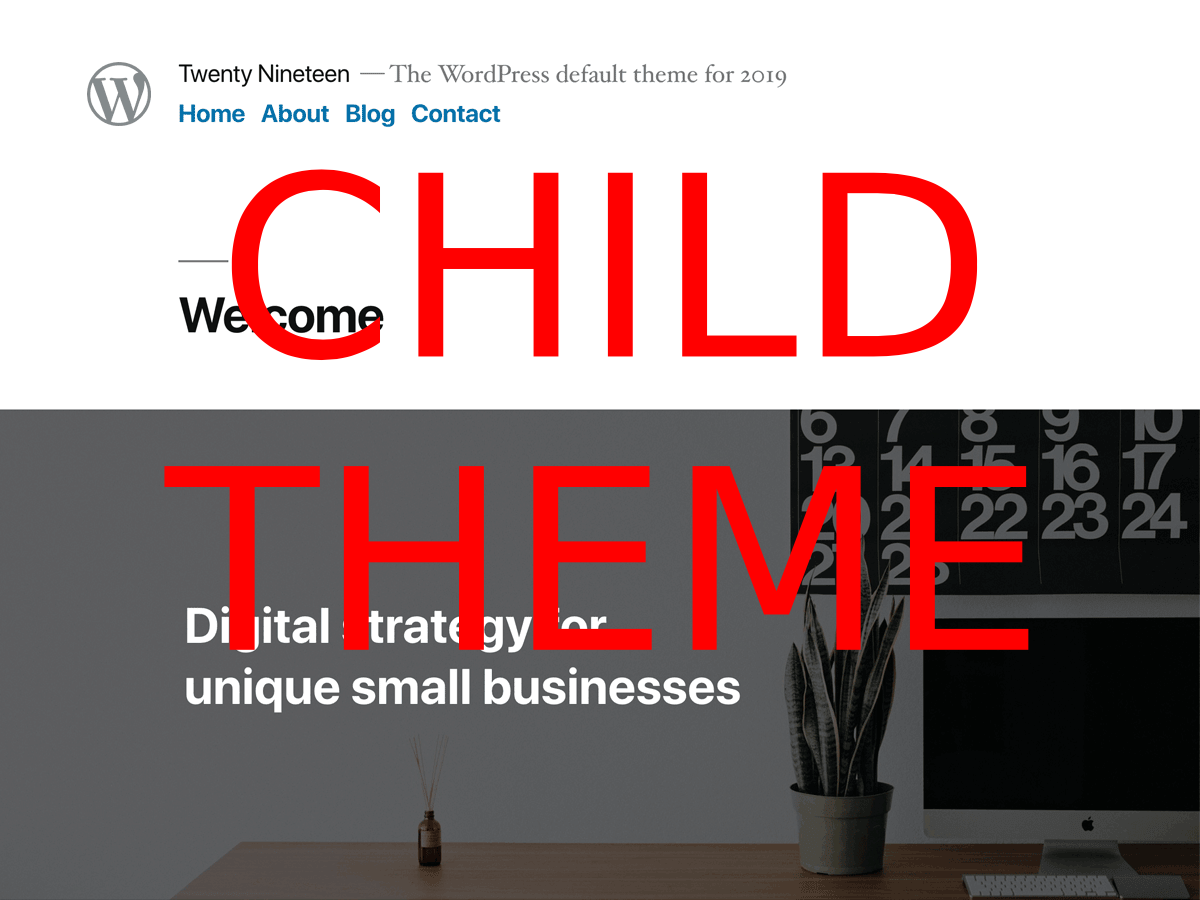 Twenty Nineteen — The WordPress default theme for 2019
Home About Blog Contact
CHILD
Welcome
6 7 8 9 10
13 14 15 16 17
20 21 22 23 24
27 28
THEME
Digital strategy for
unique small businesses